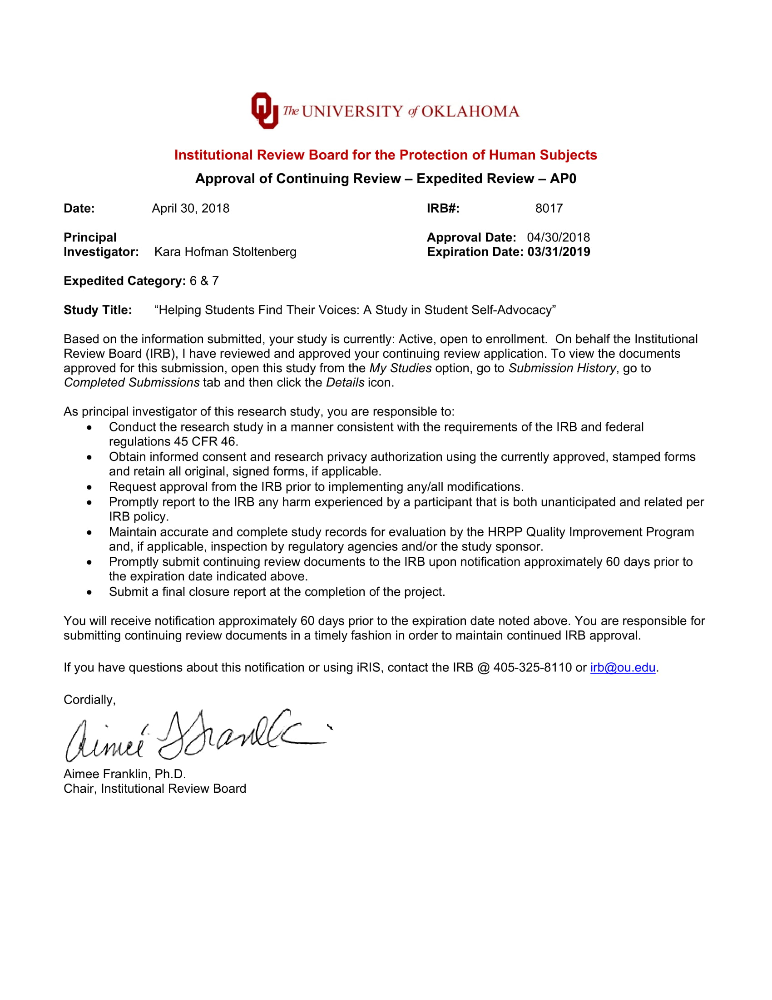 OU The UNIVERSITY of OKLAHOMA
Institutional Review Board for the Protection of Human Subjects
Approval of Continuing Review – Expedited Review – AP0
Date: April 30, 2018 IRB#: 8017
Principal Approval Date: 04/30/2018
Investigator: Kara Hofman Stoltenberg Expiration Date: 03/31/2019
Expedited Category: 6 & 7
Study Title: “Helping Students Find Their Voices: A Study in Student Self-Advocacy”
Based on the information submitted, your study is currently: Active, open to enrollment. On behalf the Institutional
Review Board (IRB), I have reviewed and approved your continuing review application. To view the documents
approved for this submission, open this study from the My Studies option, go to Submission History, go to
Completed Submissions tab and then click the Details icon.
As principal investigator of this research study, you are responsible to:
• Conduct the research study in a manner consistent with the requirements of the IRB and federal
regulations 45 CFR 46.
• Obtain informed consent and research privacy authorization using the currently approved, stamped forms
and retain all original, signed forms, if applicable.
• Request approval from the IRB prior to implementing any/all modifications.
• Promptly report to the IRB any harm experienced by a participant that is both unanticipated and related per
IRB policy.
• Maintain accurate and complete study records for evaluation by the HRPP Quality Improvement Program
and, if applicable, inspection by regulatory agencies and/or the study sponsor.
• Promptly submit continuing review documents to the IRB upon notification approximately 60 days prior to
the expiration date indicated above.
• Submit a final closure report at the completion of the project.
You will receive notification approximately 60 days prior to the expiration date noted above. You are responsible for
submitting continuing review documents in a timely fashion in order to maintain continued IRB approval.
If you have questions about this notification or using iRIS, contact the IRB @ 405-325-8110 or irb@ou.edu.
Cordially,
Aimeé
Aimee Franklin, Ph.D.
Chair, Institutional Review Board